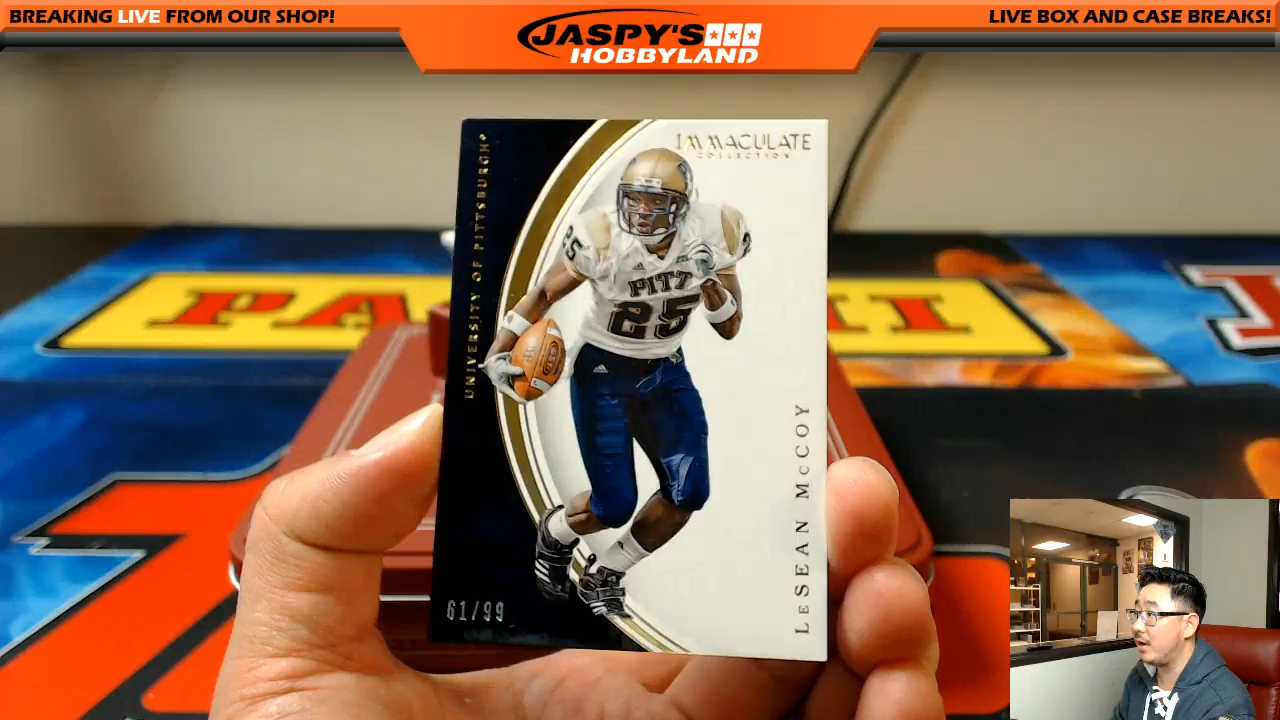 BREAKING LIVE FROM OUR SHOP!
JASPY'S
HOBBYLAND
LIVE BOX AND CASE BREAKS!
IMMACULATE
COLLECTION
UNIVERSITY OF PITTSBURGH
25
PITT
25
LeSEAN McCOY
61/99